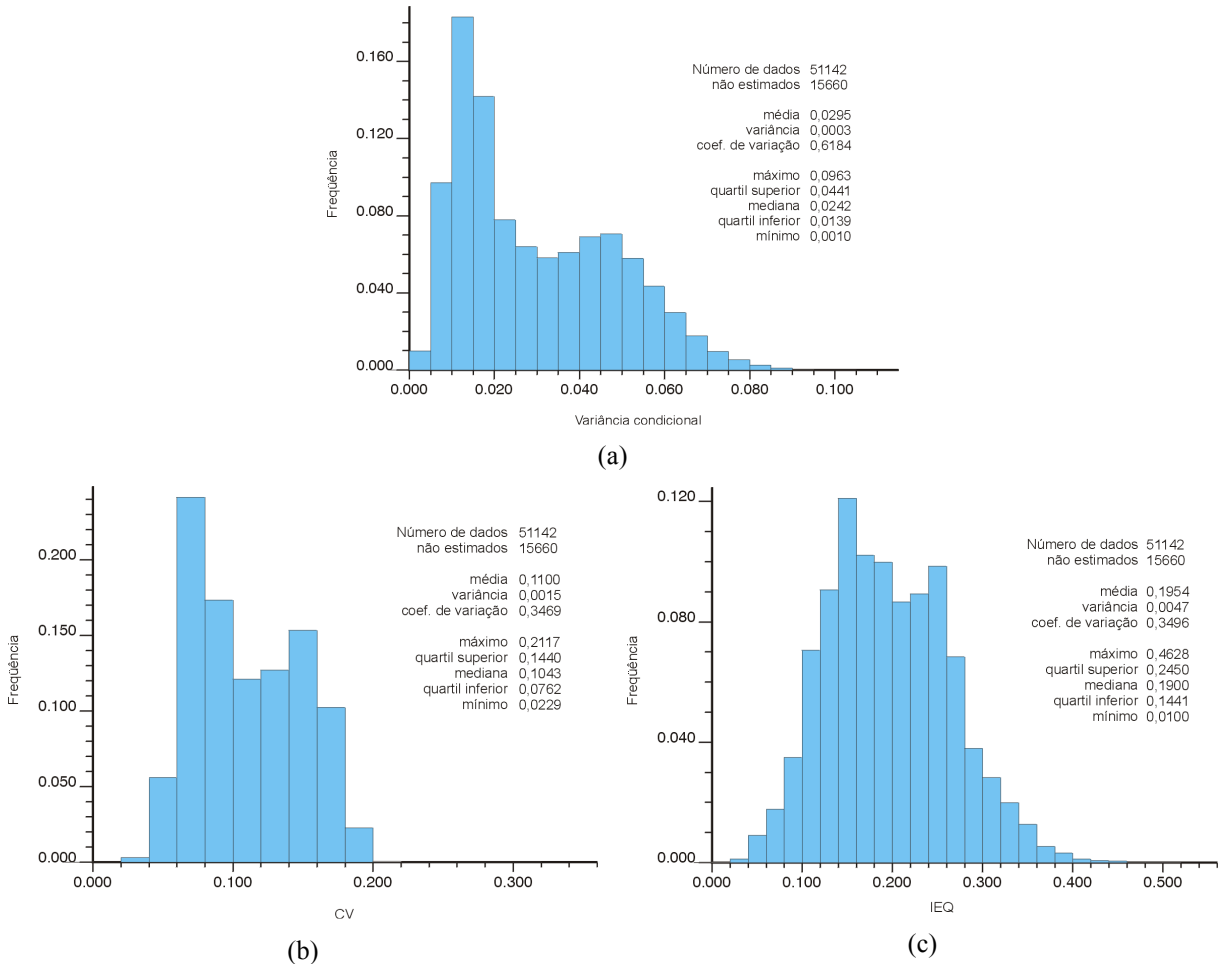 0.160
0.120
0.080
0.040
0.000
Freqüência
Número de dados 51142
não estimados 15660
média 0,0295
variância 0,0003
coef. de variação 0,6184
máximo 0,0963
quartil superior 0,0441
mediana 0,0242
quartil inferior 0,0139
mínimo 0,0010
0.000 0.020 0.040 0.060 0.080 0.100
Variância condicional
(a)
0.200
0.150
0.100
0.050
0.000
Freqüência
Número de dados 51142
não estimados 15660
média 0,1100
variância 0,0015
coef. de variação 0,3469
máximo 0,2117
quartil superior 0,1440
mediana 0,1043
quartil inferior 0,0762
mínimo 0,0229
0.000 0.100 0.200 0.300
CV
(b)
0.120
0.080
0.040
0.000
Freqüência
Número de dados 51142
não estimados 15660
média 0,1954
variância 0,0047
coef. de variação 0,3496
máximo 0,4628
quartil superior 0,2450
mediana 0,1900
quartil inferior 0,1441
mínimo 0,0100
0.000 0.100 0.200 0.300 0.400 0.500
IEQ
(c)